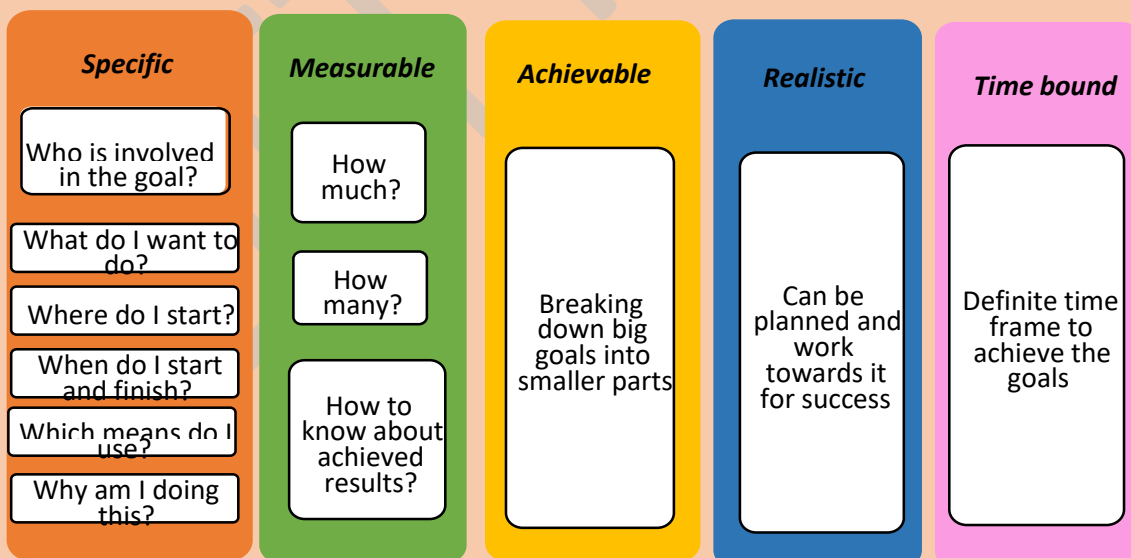 Specific
Who is involved
in the goal?
What do I want to
do?
Where do I start?
When do I start
and finish?
Which means do I
use?
Why am I doing
this?
Measurable
How
much?
How
many?
How to
know about
achieved
results?
Achievable
Breaking
down big
goals into
smaller parts
Realistic
Can be
planned and
work
towards it
for success
Time bound
Definite time
frame to
achieve the
goals